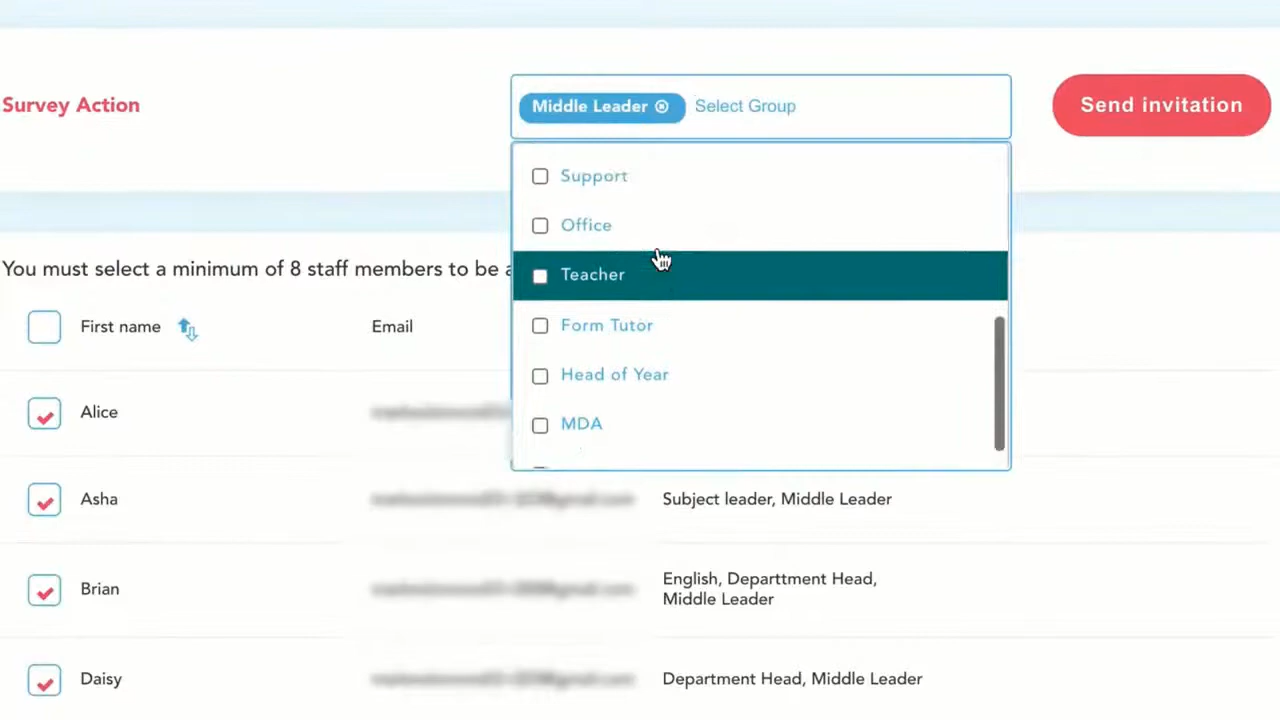 Survey Action
Middle Leader Select Group
Send invitation
Support
Office
Teacher
Form Tutor
Head of Year
MDA
You must select a minimum of 8 staff members to be
First name
Email
Alice
Asha
Subject leader, Middle Leader
Brian
English, Departtment Head,
Middle Leader
Daisy
Department Head, Middle Leader